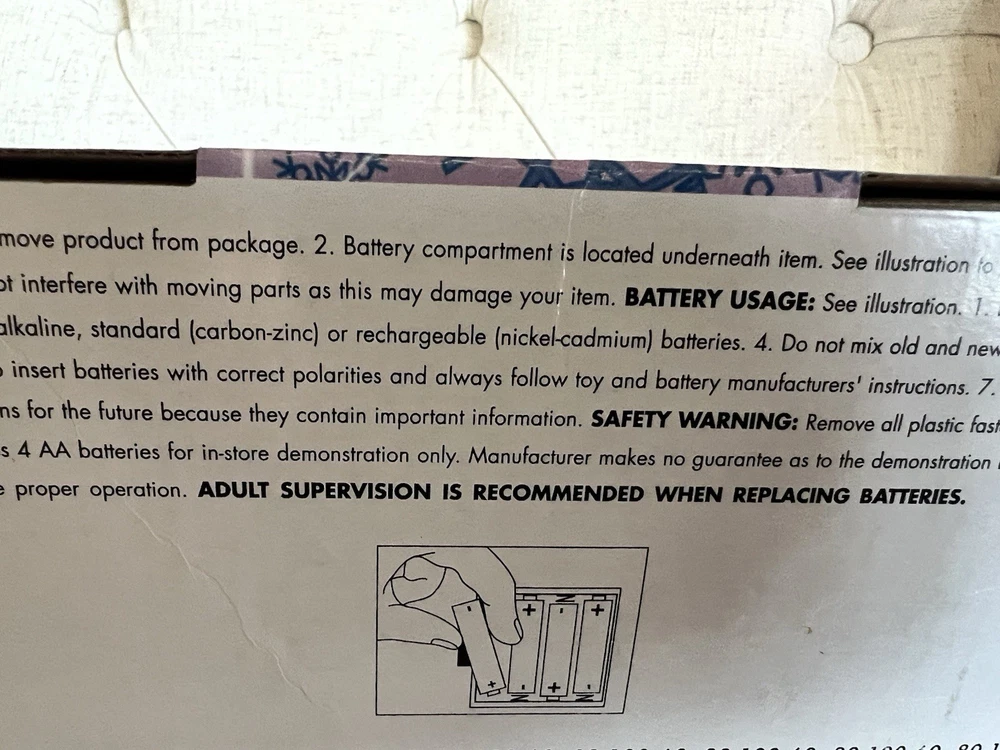 move product from package. 2. Battery compartment is located underneath item. See illustration to
ot interfere with moving parts as this may damage your item. BATTERY USAGE: See illustration. 1.
alkaline, standard (carbon-zinc) or rechargeable (nickel-cadmium) batteries. 4. Do not mix old and new
insert batteries with correct polarities and always follow toy and battery manufacturers' instructions. 7.
ns for the future because they contain important information. SAFETY WARNING: Remove all plastic fast
s 4 AA batteries for in-store demonstration only. Manufacturer makes no guarantee as to the demonstration
e proper operation. ADULT SUPERVISION IS RECOMMENDED WHEN REPLACING BATTERIES.